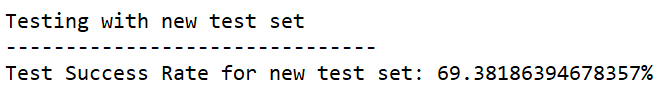 Testing with new test set
-------------------------------
Test Success Rate for new test set: 69.38186394678357%